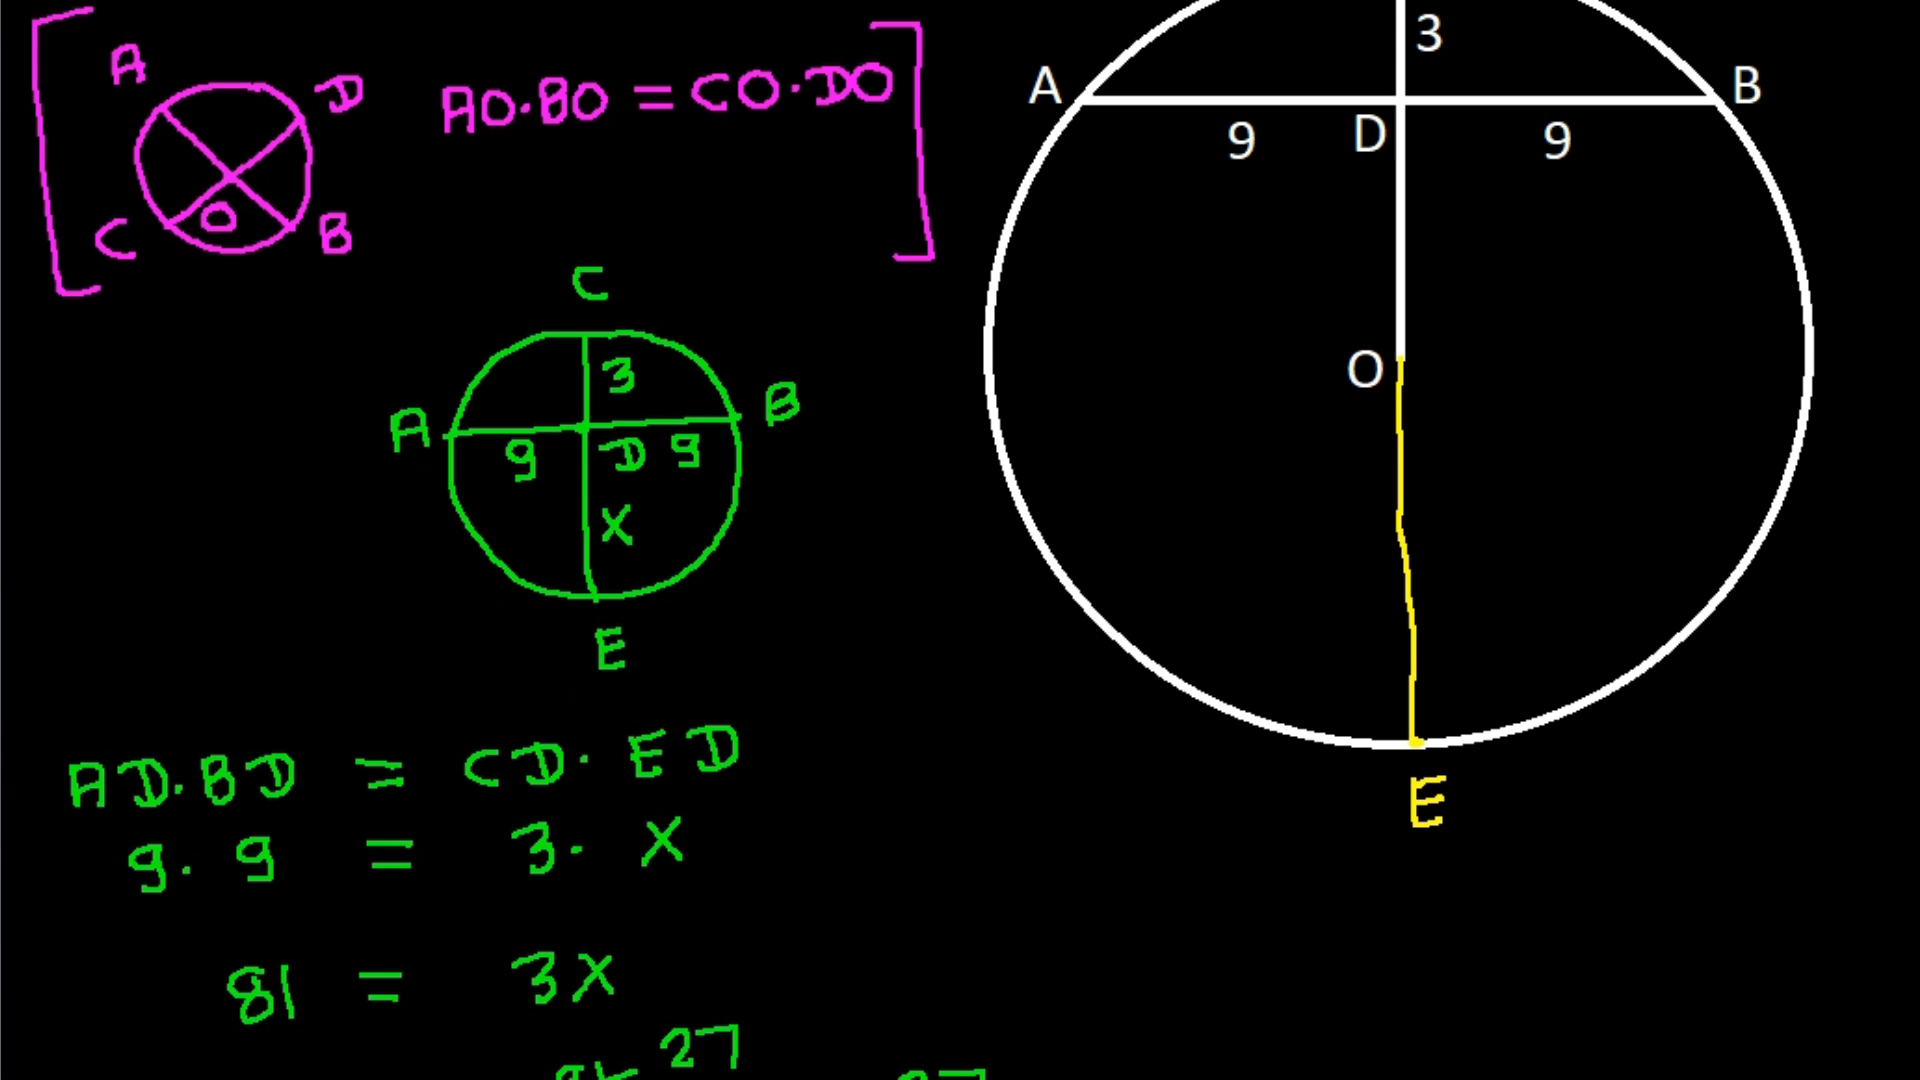 A D AO.BO = CO.DO
C O B
C
3
A B
9 D 9
X
E
AD.BD = CD.ED
9.9 = 3.X
81 = 3X
27
3
A B
9 D 9
O
E